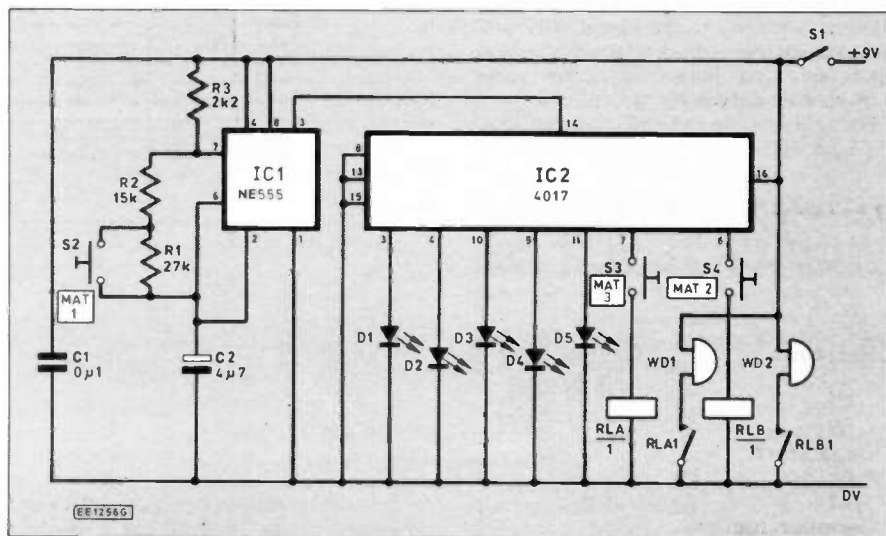 S1
+9V
R3
2k2
4
8
3
14
7
IC1
NE555
R2
15k
6
S2
R1
27k
2
1
MAT
1
C1
0µ1
C2
4µ7
8
13
15
IC2
4017
16
3
4
10
5
11
7
6
S3
MAT
3
S4
MAT 2
D1
D2
D3
D4
D5
WD1
WD2
RLA
1
RLA1
RLB
1
RLB1
0V
EE1256G